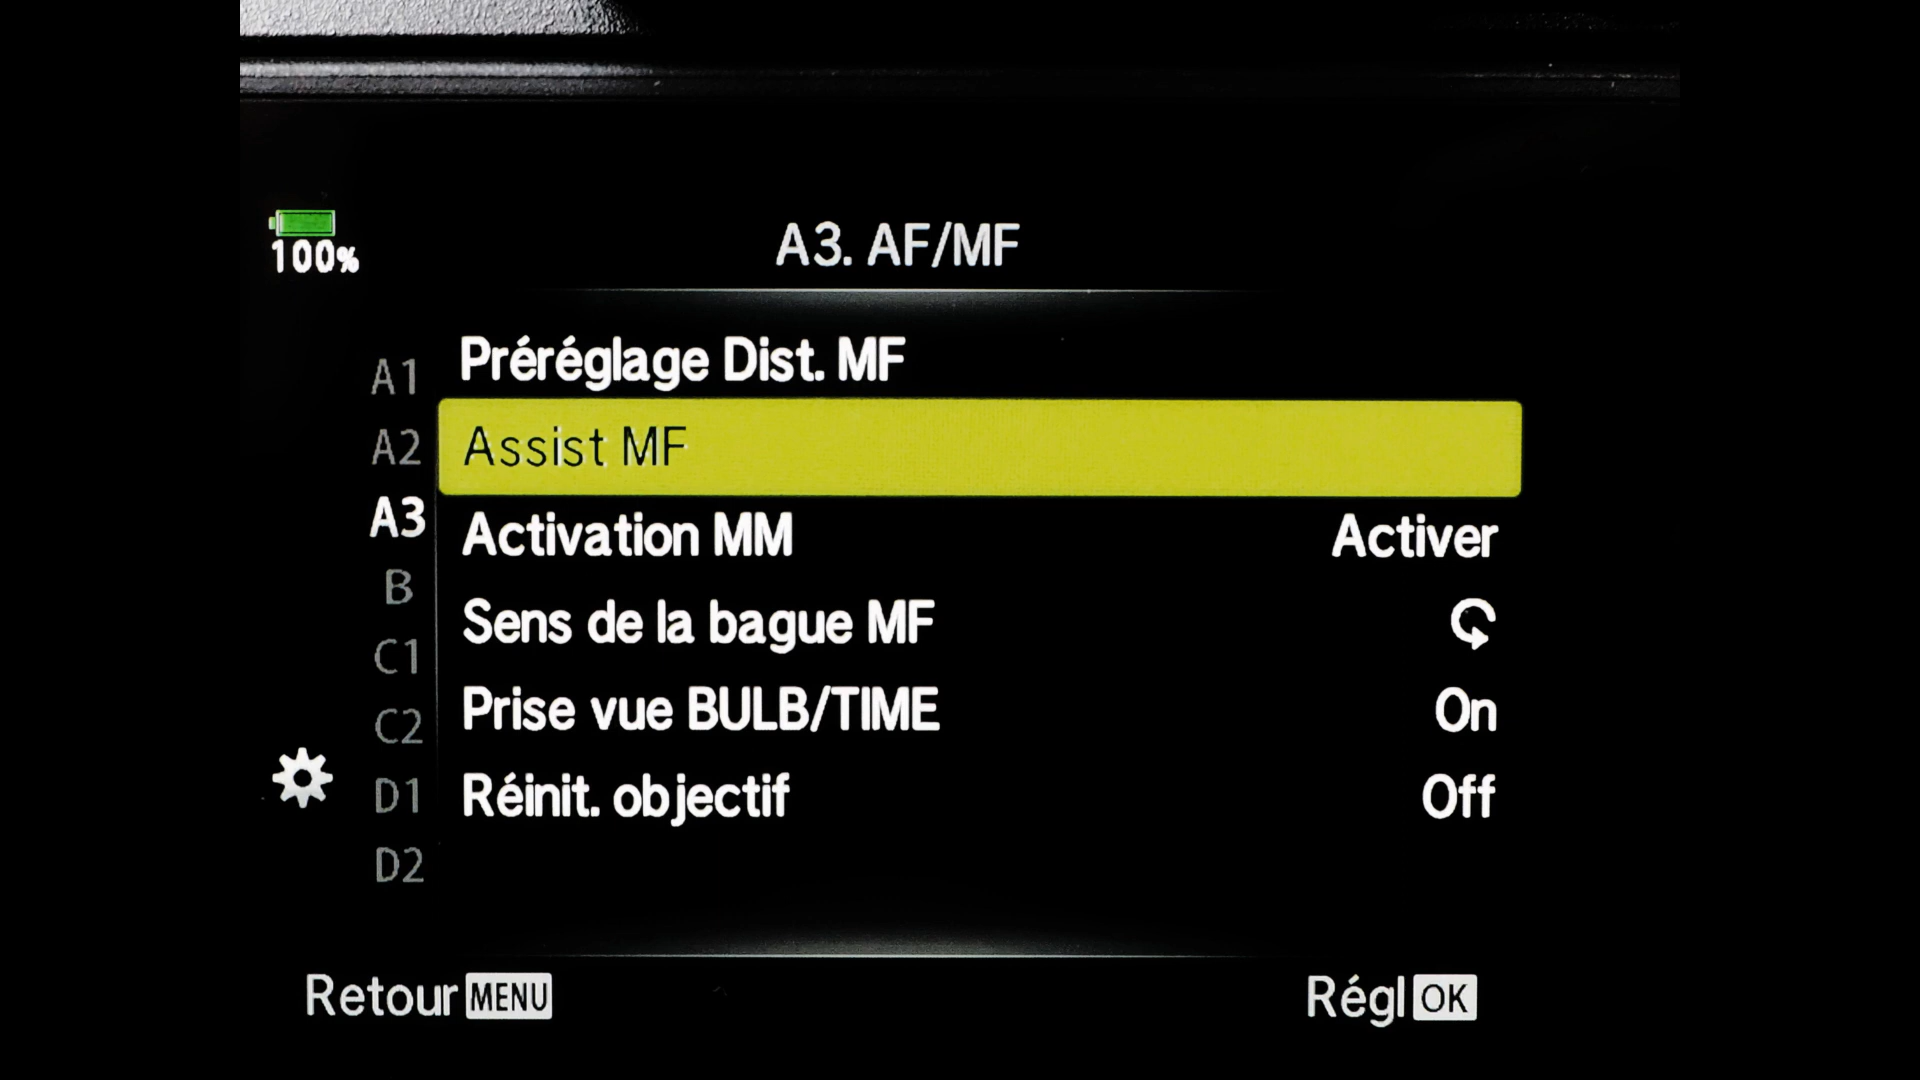 100%
A3. AF/MF
A1
A2
A3
B
C1
C2
D1
D2
Préréglage Dist. MF
Assist MF
Activation MM Activer
Sens de la bague MF
Prise vue BULB/TIME On
Réinit. objectif Off
Retour MENU
Régl OK